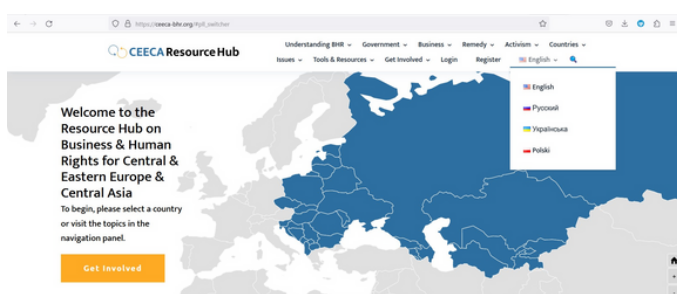 https://ceeca-bhr.org/#pll_switcher
CEECA Resource Hub
Understanding BHR Government Business Remedy Activism Countries
Issues Tools & Resources Get Involved Login Register English
English
Русский
Українська
Polski
Welcome to the
Resource Hub on
Business & Human
Rights for Central &
Eastern Europe &
Central Asia
To begin, please select a country
or visit the topics in the
navigation panel.
Get Involved